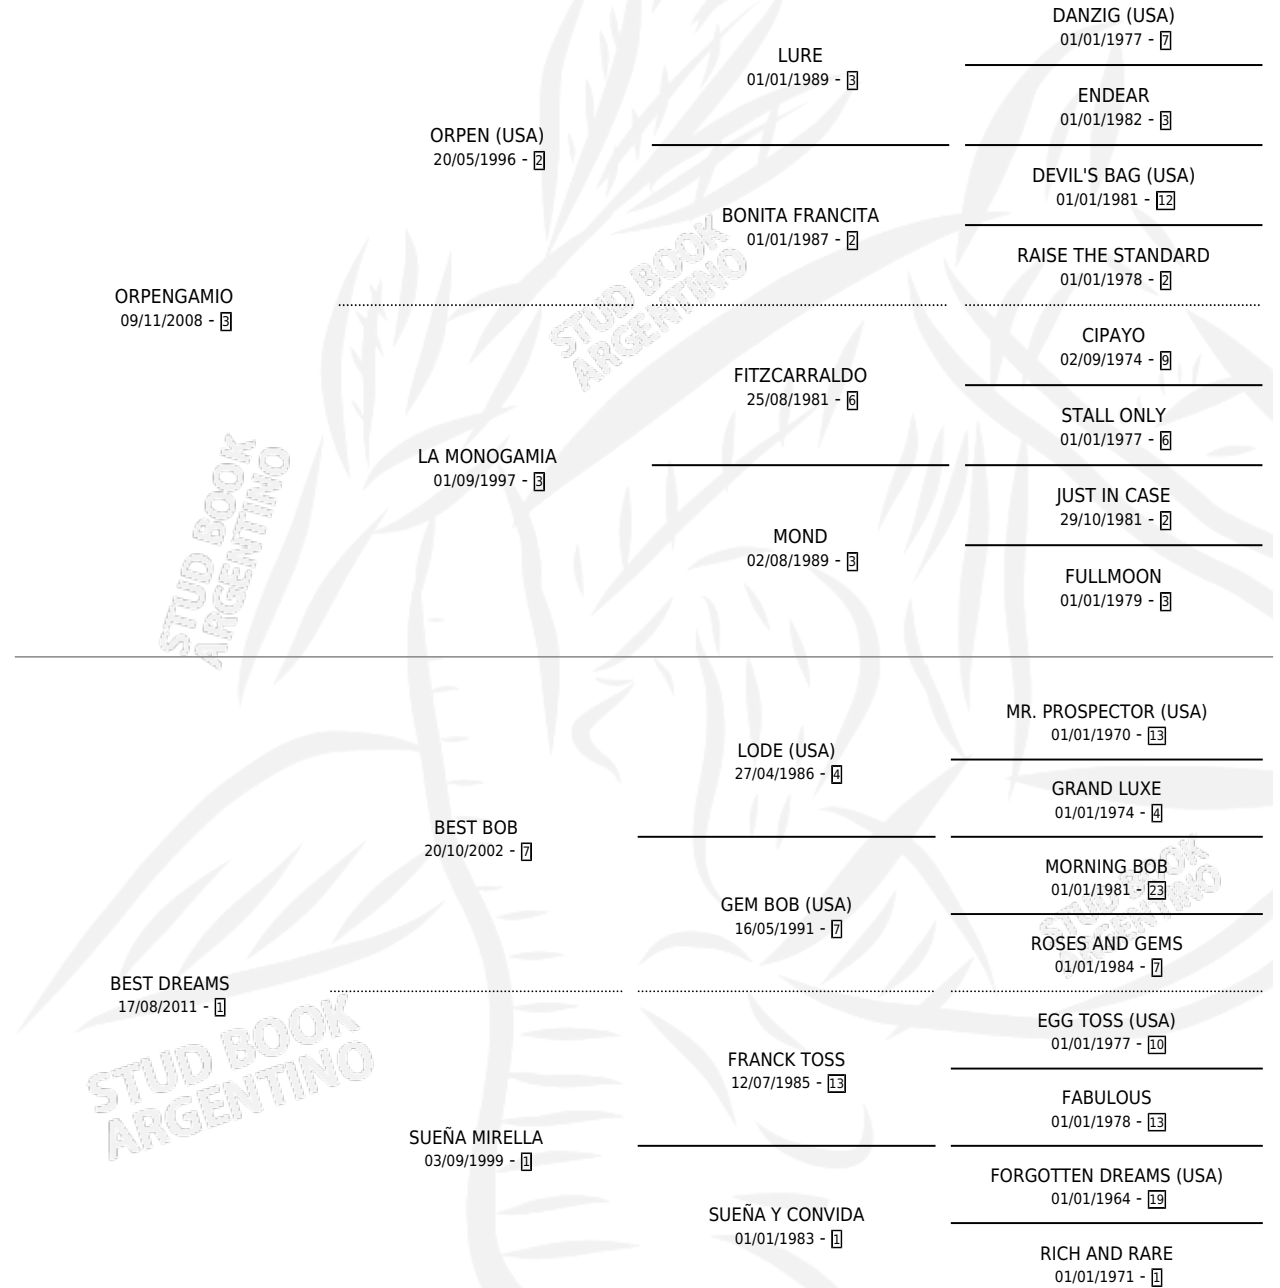 DANZIG (USA)
01/01/1977 - 7
LURE
01/01/1989 - 3
ENDEAR
01/01/1982 - 3
ORPEN (USA)
20/05/1996 - 2
DEVIL'S BAG (USA)
01/01/1981 - 12
BONITA FRANCITA
01/01/1987 - 2
RAISE THE STANDARD
01/01/1978 - 2
ORPENGAMIO
09/11/2008 - 3
CIPAYO
02/09/1974 - 9
FITZCARRALDO
25/08/1981 - 6
STALL ONLY
01/01/1977 - 6
LA MONOGAMIA
01/09/1997 - 3
JUST IN CASE
29/10/1981 - 2
MOND
02/08/1989 - 3
FULLMOON
01/01/1979 - 3
STUD BOOK
ARGENTINO
STUD BOOK
ARGENTINO
MR. PROSPECTOR (USA)
01/01/1970 - 13
LODE (USA)
27/04/1986 - 4
GRAND LUXE
01/01/1974 - 4
BEST BOB
20/10/2002 - 7
MORNING BOB
01/01/1981 - 23
GEM BOB (USA)
16/05/1991 - 7
ROSES AND GEMS
01/01/1984 - 7
STUD BOOK
ARGENTINO
BEST DREAMS
17/08/2011 - 1
EGG TOSS (USA)
01/01/1977 - 10
FRANCK TOSS
12/07/1985 - 13
FABULOUS
01/01/1978 - 13
STUD BOOK
ARGENTINO
SUEÑA MIRELLA
03/09/1999 - 1
FORGOTTEN DREAMS (USA)
01/01/1964 - 19
SUEÑA Y CONVIDA
01/01/1983 - 1
RICH AND RARE
01/01/1971 - 1